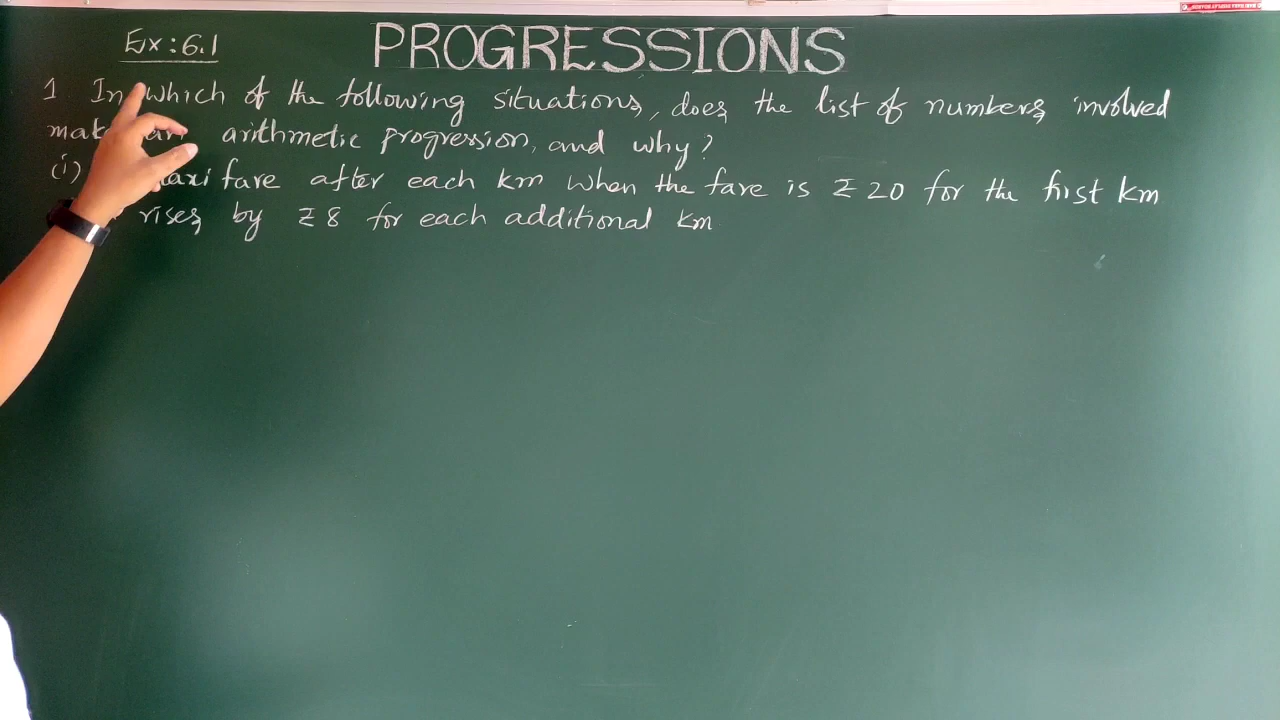 Ex: 6.1
PROGRESSIONS
1. In which of the following situations, does the list of numbers involved
arithmetic progression, and why?
(i) taxi fare after each km when the fare is ₹ 20 for the first km
rises by ₹ 8 for each additional km